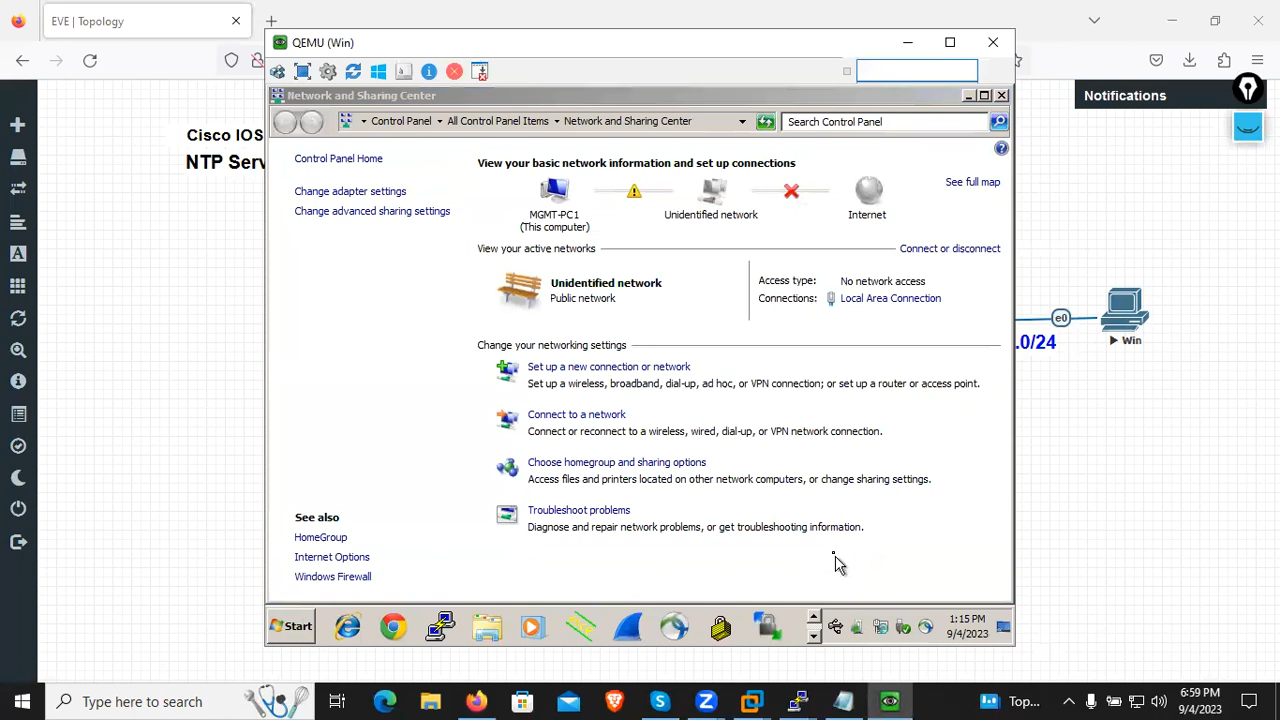 EVE | Topology
QEMU (Win)
Notifications
Cisco IOS
NTP Serv
Network and Sharing Center
Control Panel
All Control Panel Items
Network and Sharing Center
Search Control Panel
Control Panel Home
Change adapter settings
Change advanced sharing settings
View your basic network information and set up connections
See full map
MGMT-PC1
(This computer)
Unidentified network
Internet
View your active networks
Connect or disconnect
Unidentified network
Public network
Access type:
No network access
Connections:
Local Area Connection
Change your networking settings
Set up a new connection or network
Set up a wireless, broadband, dial-up, ad hoc, or VPN connection; or set up a router or access point.
Connect to a network
Connect or reconnect to a wireless, wired, dial-up, or VPN network connection.
Choose homegroup and sharing options
Access files and printers located on other network computers, or change sharing settings.
Troubleshoot problems
Diagnose and repair network problems, or get troubleshooting information.
See also
HomeGroup
Internet Options
Windows Firewall
e0
.0/24
Win
Start
1:15 PM
9/4/2023
Type here to search
Top...
6:59 PM
9/4/2023